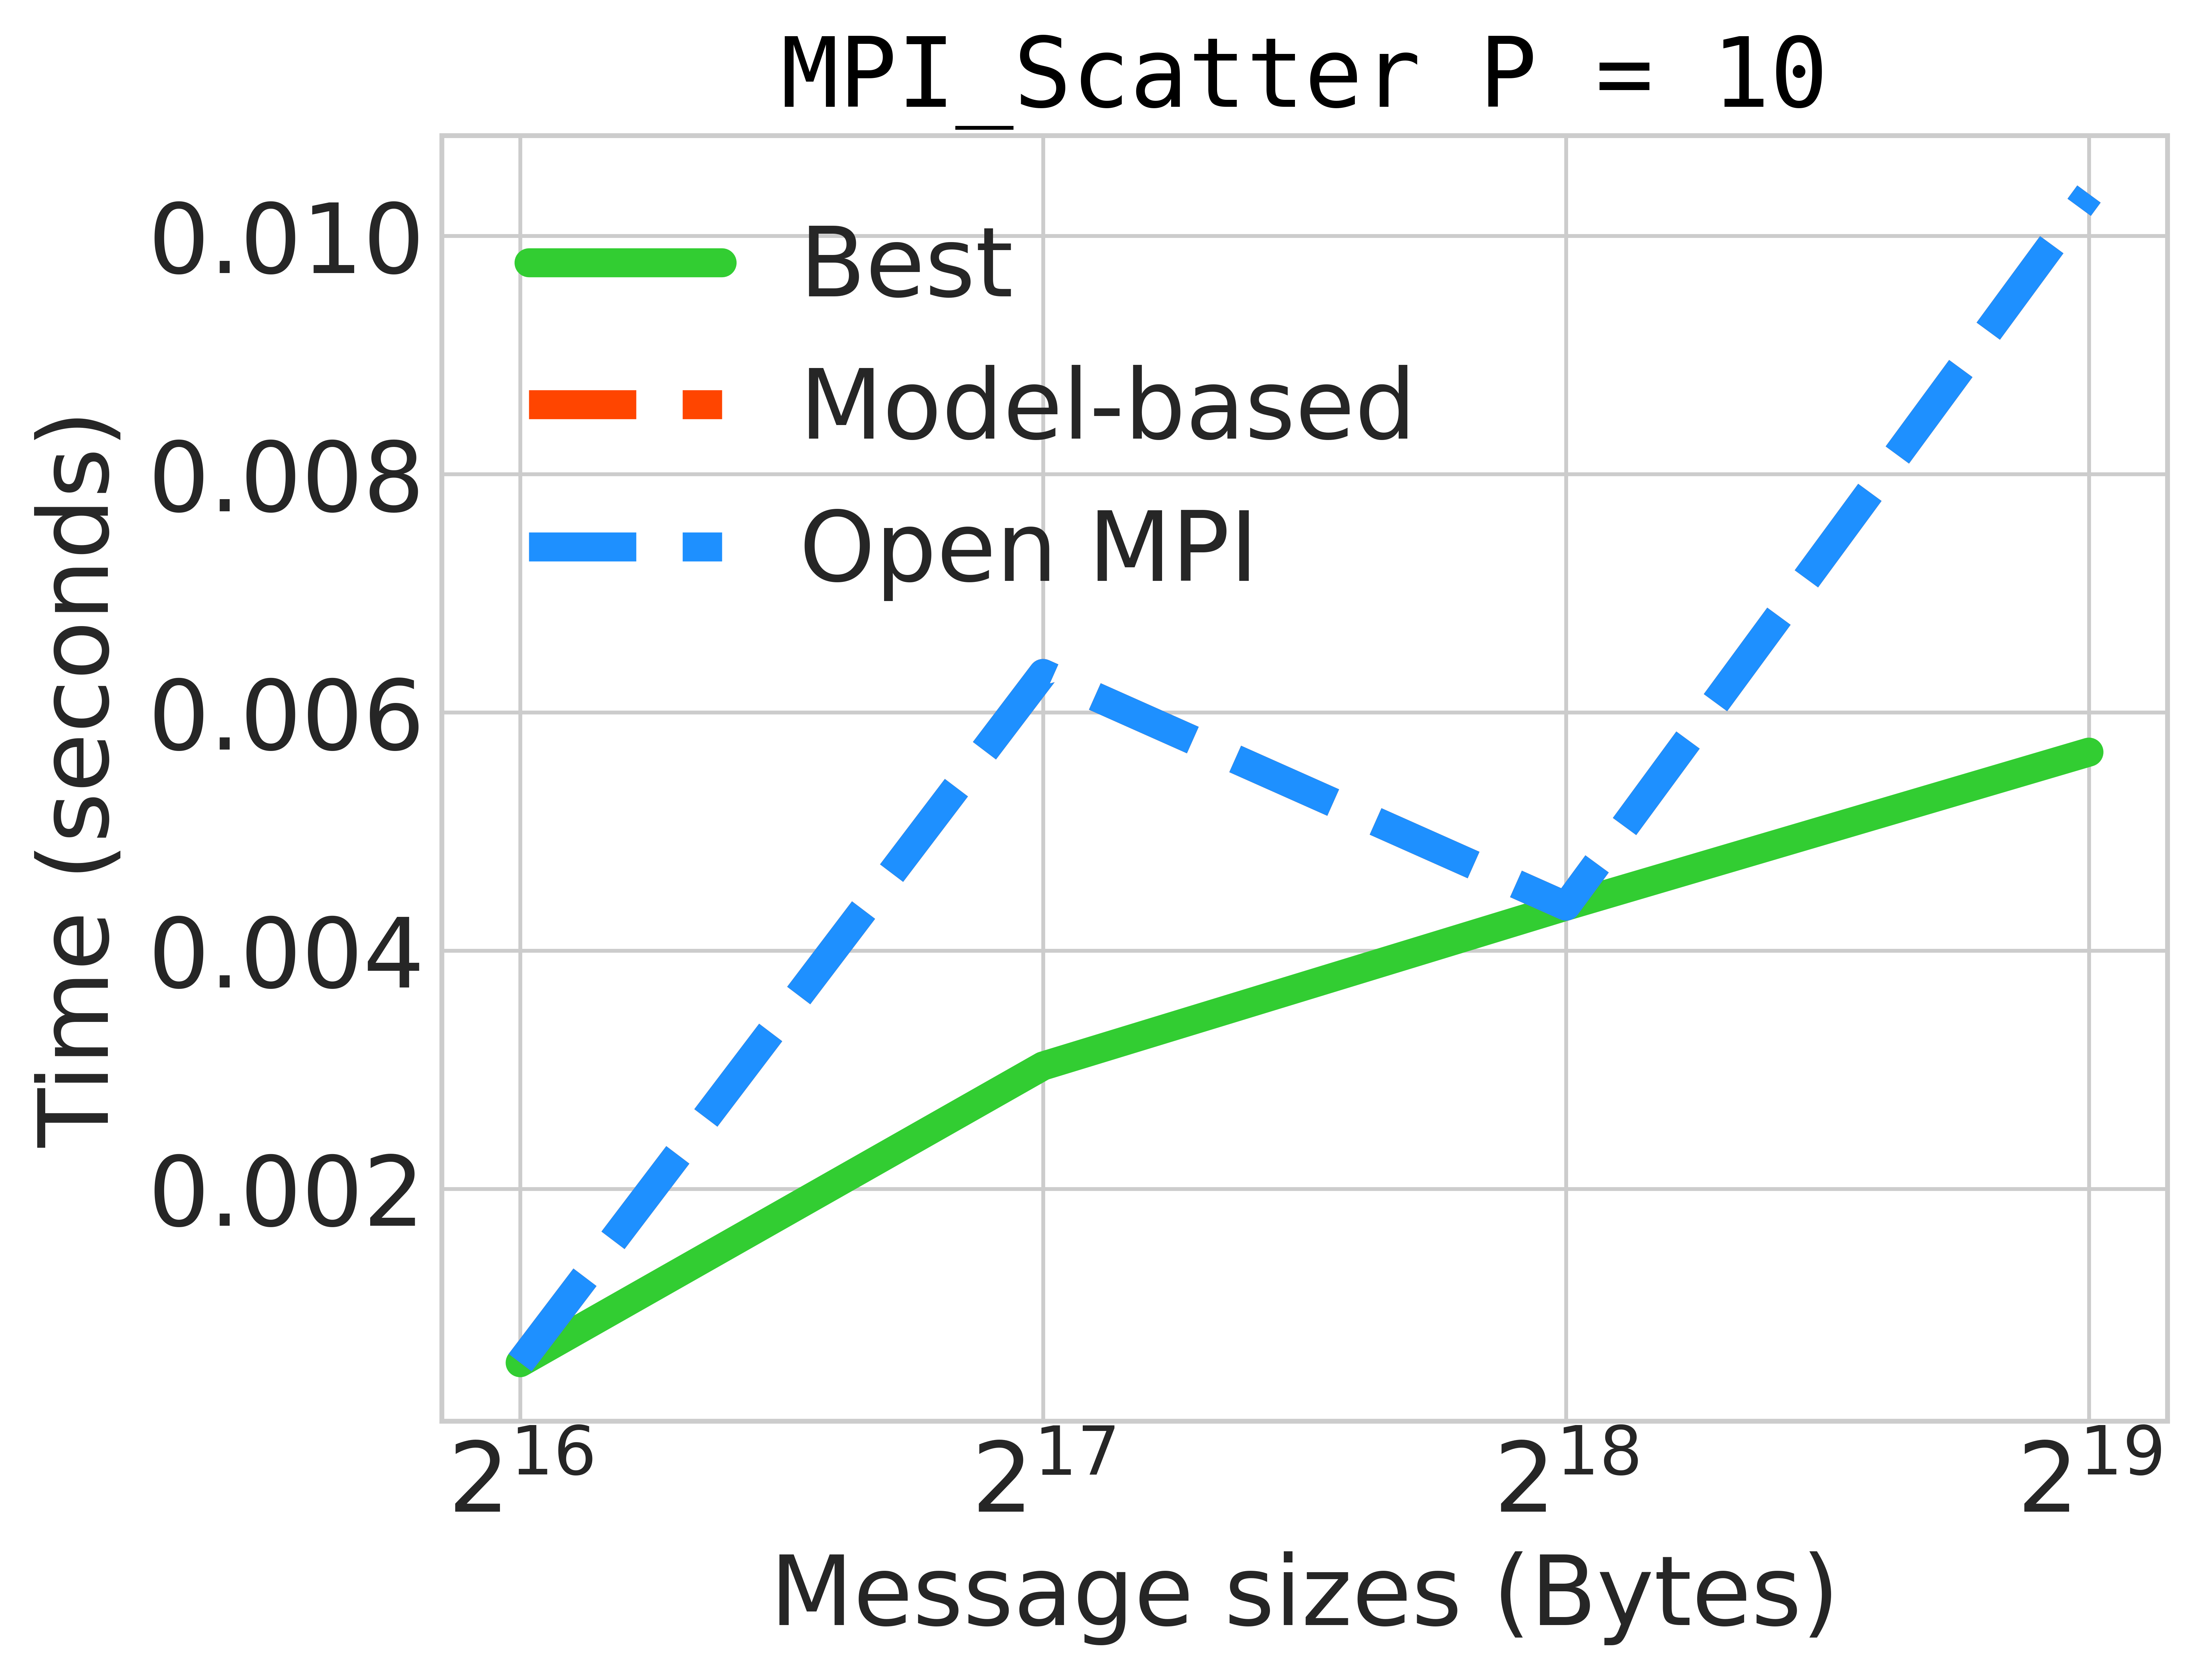 MPI_Scatter P = 10
0.010
0.008
0.006
0.004
0.002
Time (seconds)
Best
Model-based
Open MPI
2^16 2^17 2^18 2^19
Message sizes (Bytes)